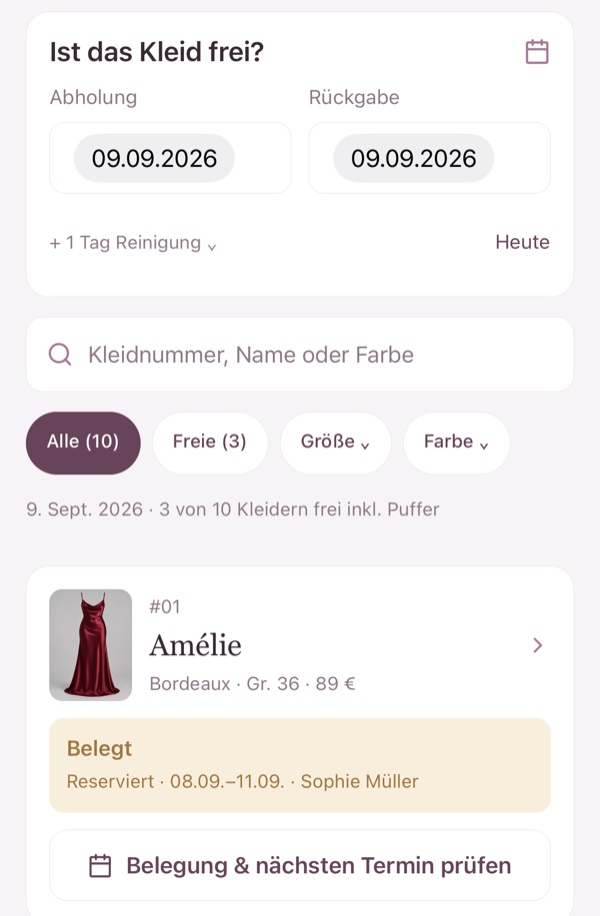 Ist das Kleid frei?
Abholung Rückgabe
09.09.2026 09.09.2026
+ 1 Tag Reinigung Heute
Kleidnummer, Name oder Farbe
Alle (10) Freie (3) Größe Farbe
9. Sept. 2026 · 3 von 10 Kleidern frei inkl. Puffer
#01
Amélie
Bordeaux · Gr. 36 · 89 €
Belegt
Reserviert · 08.09.–11.09. · Sophie Müller
Belegung & nächsten Termin prüfen